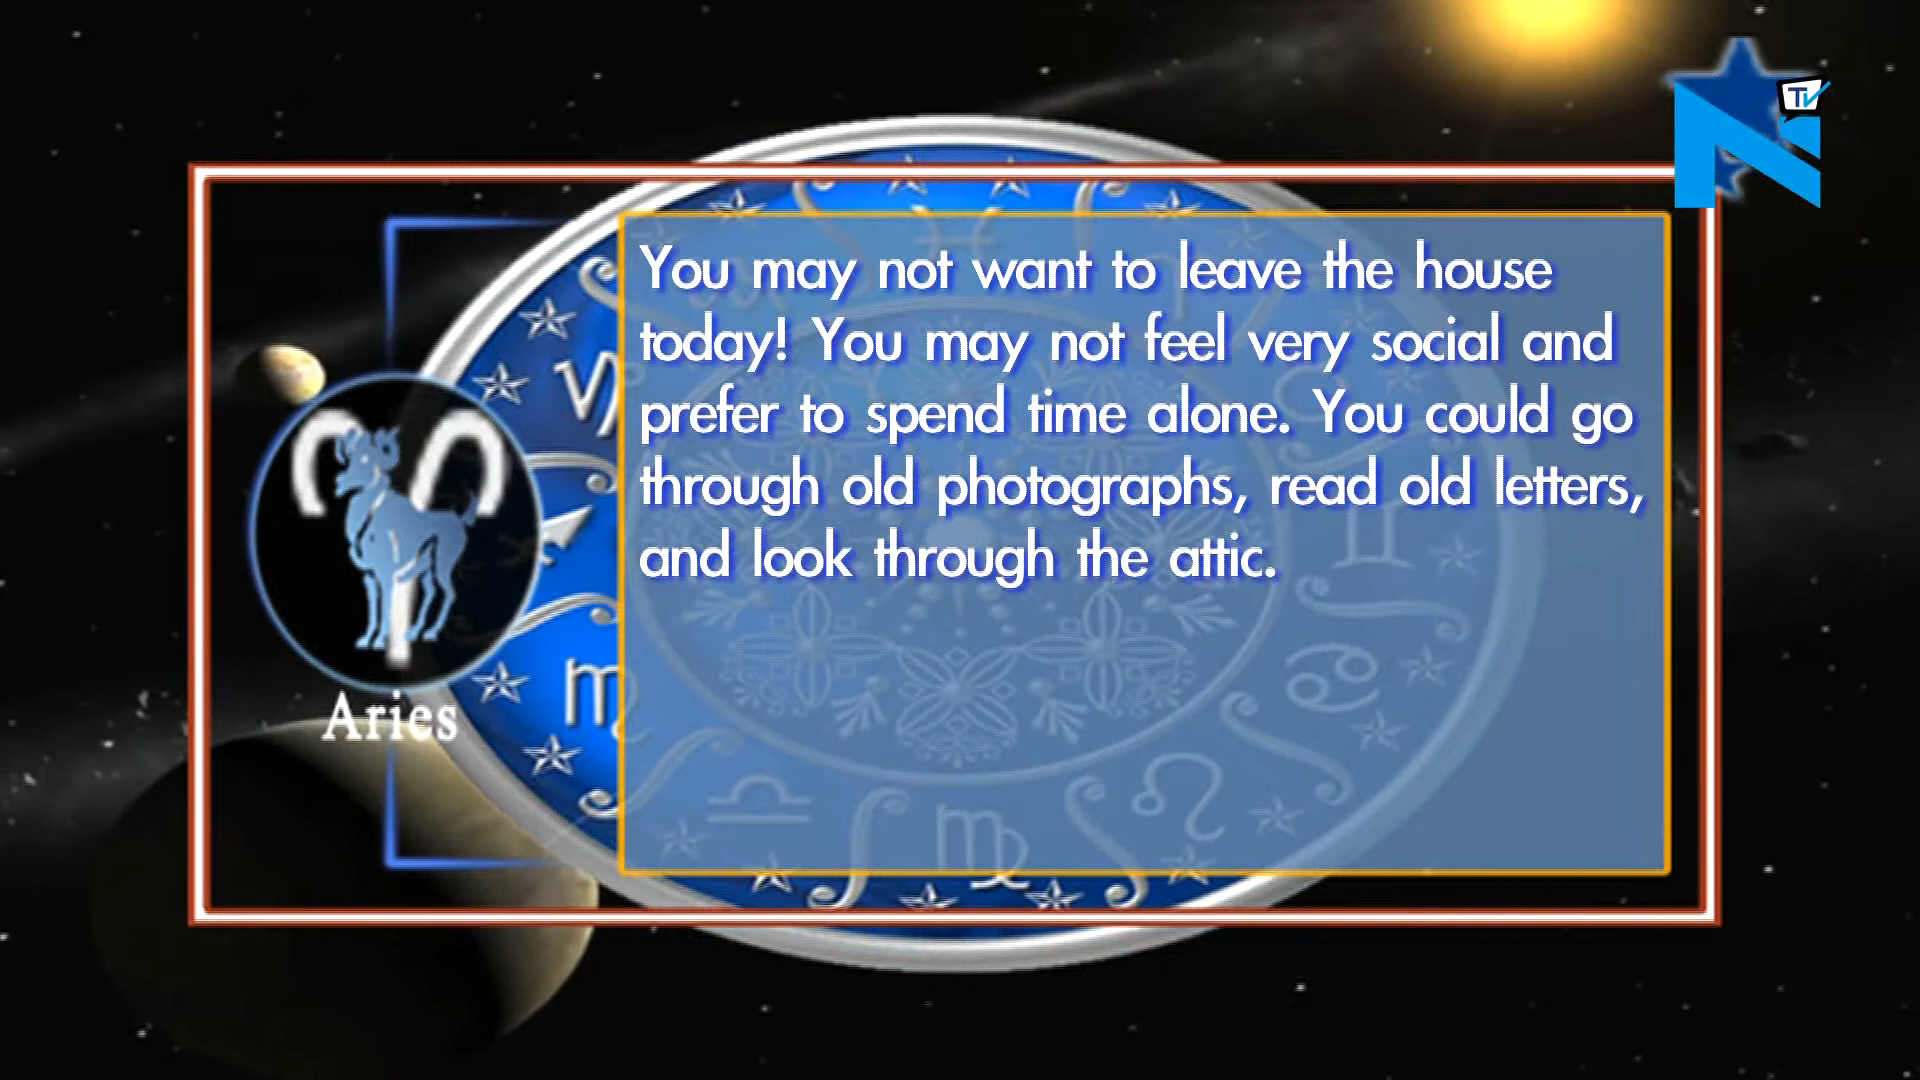 TV
You may not want to leave the house
today! You may not feel very social and
prefer to spend time alone. You could go
through old photographs, read old letters,
and look through the attic.
Aries